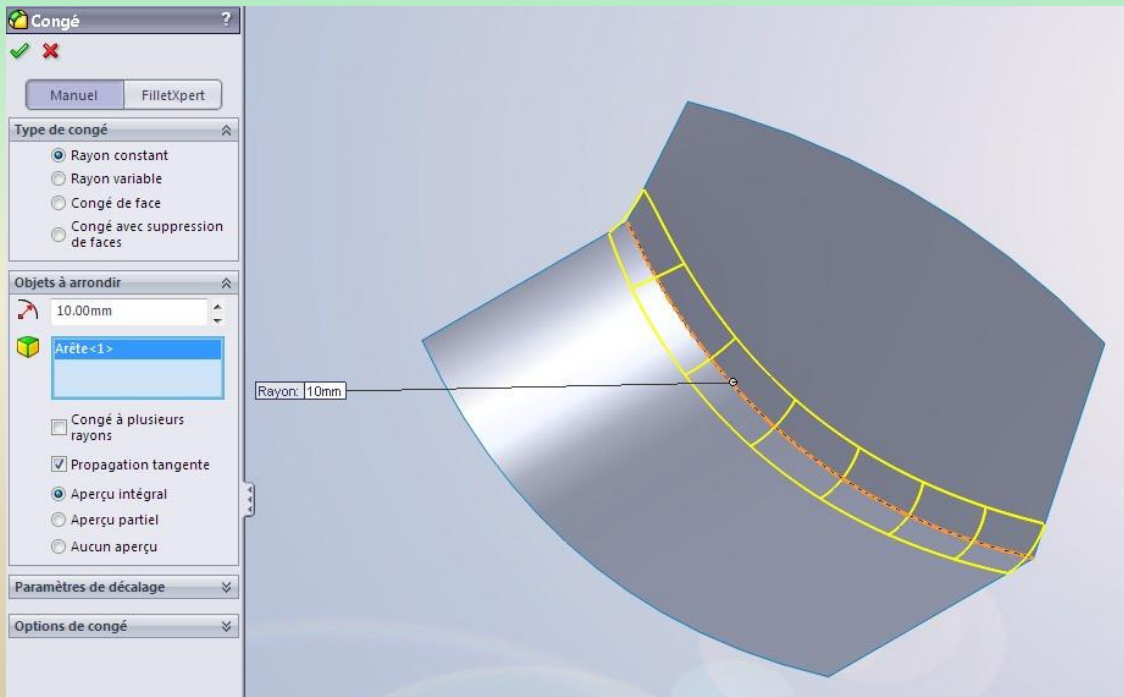 Congé ?
Manuel FilletXpert
Type de congé
Rayon constant
Rayon variable
Congé de face
Congé avec suppression
de faces
Objets à arrondir
10.00mm
Arête<1>
Rayon: 10mm
Congé à plusieurs
rayons
Propagation tangente
Aperçu intégral
Aperçu partiel
Aucun aperçu
Paramètres de décalage
Options de congé